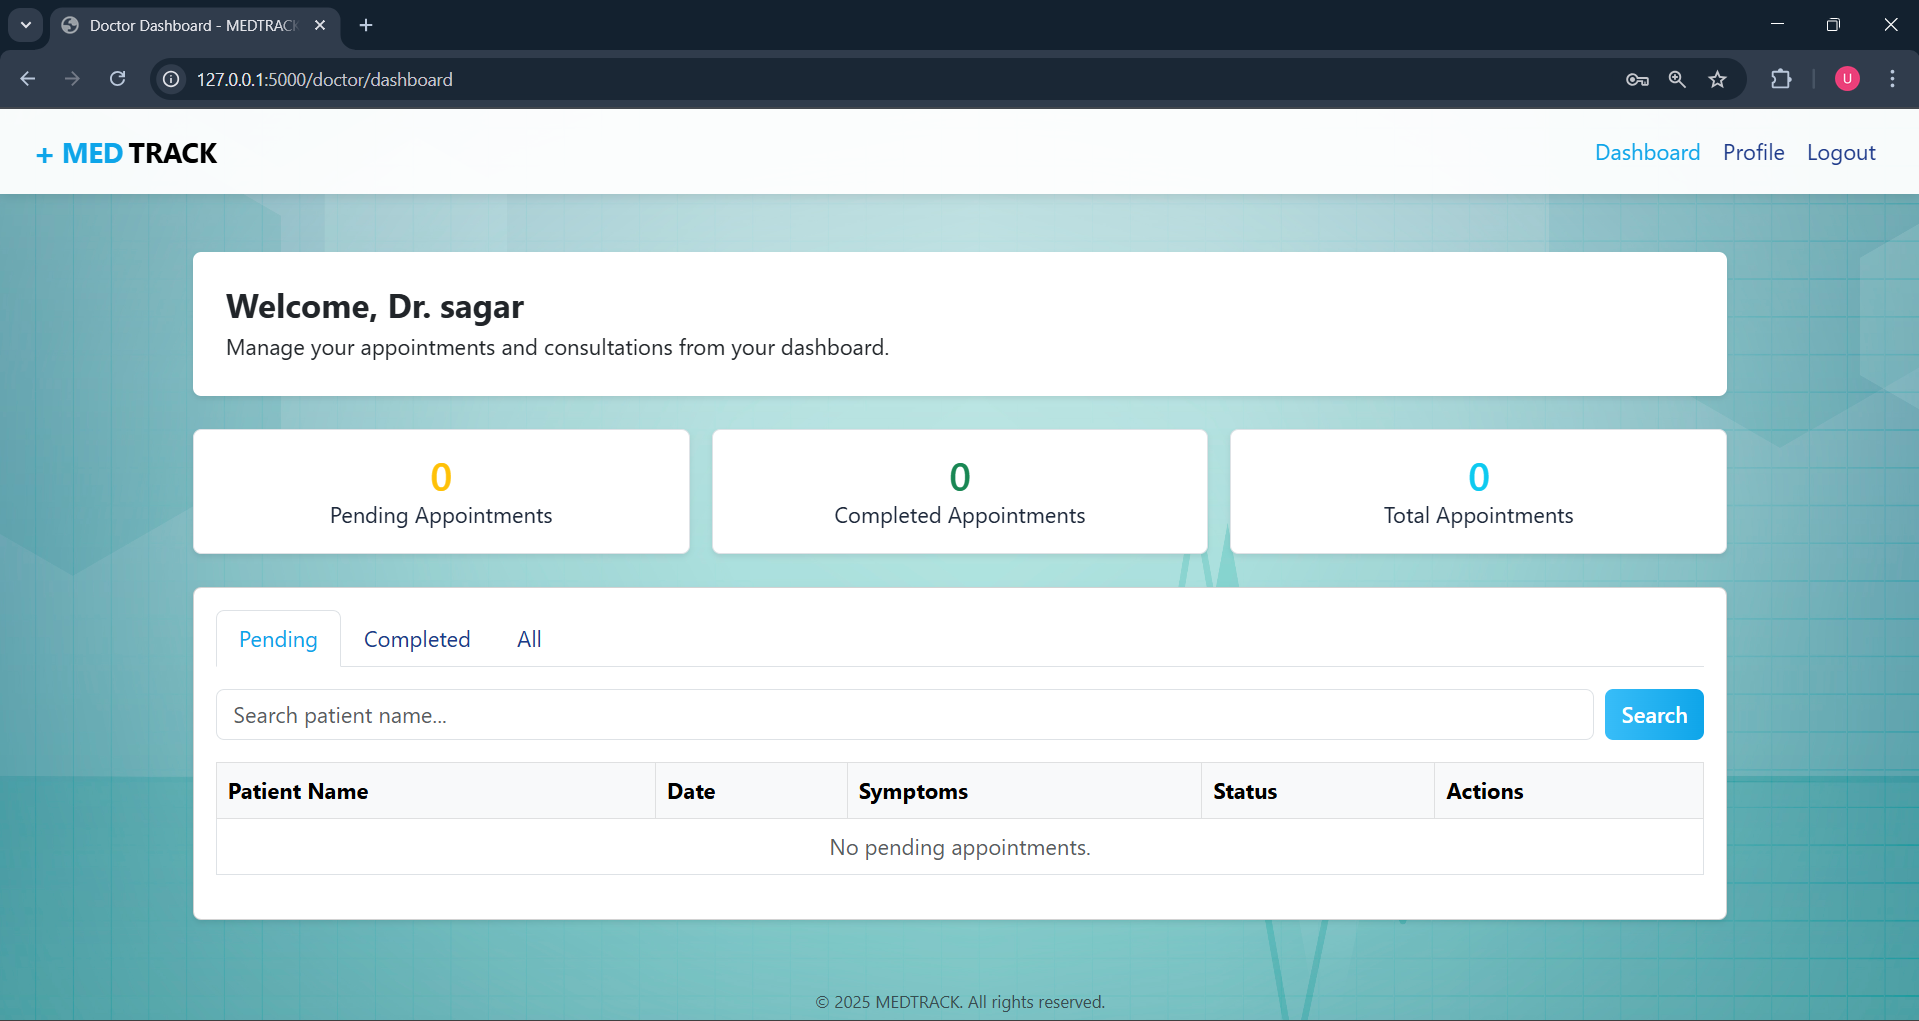 Doctor Dashboard - MEDTRACK
127.0.0.1:5000/doctor/dashboard
U
+ MEDTRACK
Dashboard Profile Logout
Welcome, Dr. sagar
Manage your appointments and consultations from your dashboard.
0
Pending Appointments
0
Completed Appointments
0
Total Appointments
Pending Completed All
Search patient name...
Search
Patient Name Date Symptoms Status Actions
No pending appointments.
© 2025 MEDTRACK. All rights reserved.